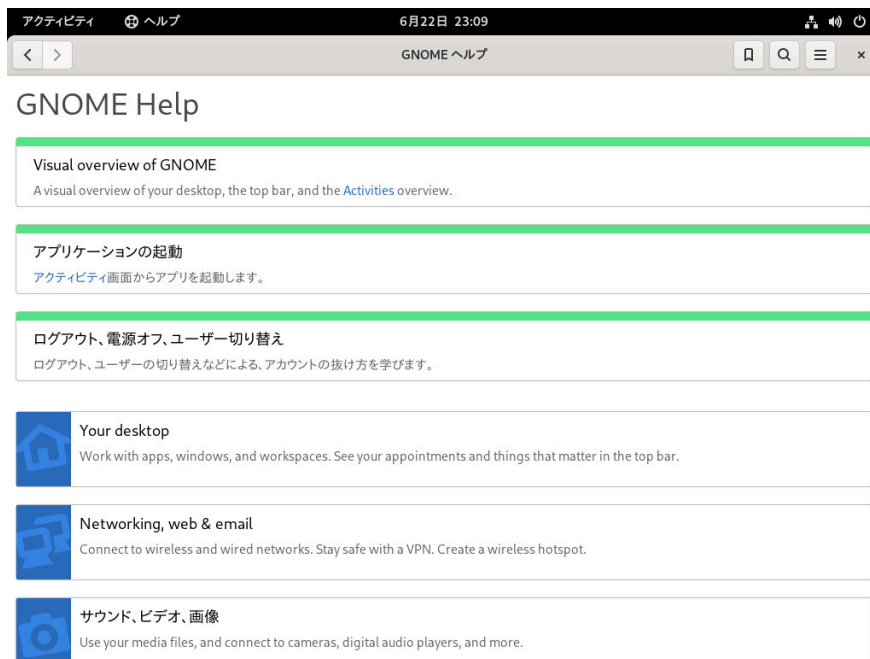 アクティビティ ヘルプ 6月22日 23:09
GNOME ヘルプ
GNOME Help
Visual overview of GNOME
A visual overview of your desktop, the top bar, and the Activities overview.
アプリケーションの起動
アクティビティ画面からアプリを起動します。
ログアウト、電源オフ、ユーザー切り替え
ログアウト、ユーザーの切り替えなどによる、アカウントの抜け方を学びます。
Your desktop
Work with apps, windows, and workspaces. See your appointments and things that matter in the top bar.
Networking, web & email
Connect to wireless and wired networks. Stay safe with a VPN. Create a wireless hotspot.
サウンド、ビデオ、画像
Use your media files, and connect to cameras, digital audio players, and more.